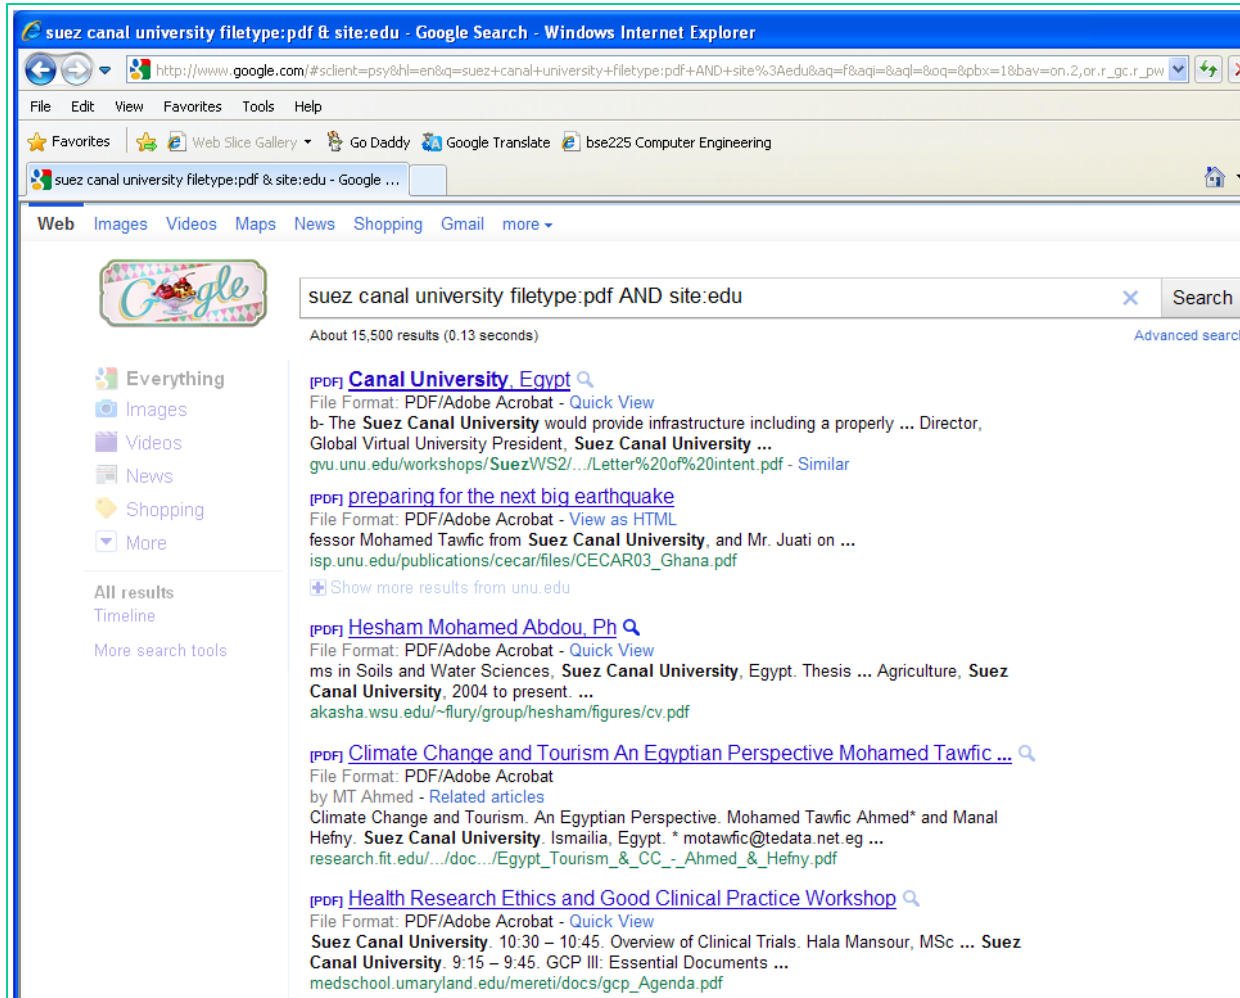 suez canal university filetype:pdf & site:edu - Google Search - Windows Internet Explorer
http://www.google.com/#sclient=psy&hl=en&q=suez+canal+university+filetype:pdf+AND+site%3Aedu&aq=f&aqi=&aql=&oq=&pbx=1&bav=on.2,or.r_gc.r_pw
File Edit View Favorites Tools Help
Favorites Web Slice Gallery Go Daddy Google Translate bse225 Computer Engineering
suez canal university filetype:pdf & site:edu - Google ...
Web Images Videos Maps News Shopping Gmail more
Google
suez canal university filetype:pdf AND site:edu
Search
About 15,500 results (0.13 seconds)
Advanced search
Everything
Images
Videos
News
Shopping
More
All results
Timeline
More search tools
[PDF] Canal University, Egypt
File Format: PDF/Adobe Acrobat - Quick View
b- The Suez Canal University would provide infrastructure including a properly ... Director,
Global Virtual University President, Suez Canal University ...
gvu.unu.edu/workshops/SuezWS2/.../Letter%20of%20intent.pdf - Similar
[PDF] preparing for the next big earthquake
File Format: PDF/Adobe Acrobat - View as HTML
fessor Mohamed Tawfic from Suez Canal University, and Mr. Juati on ...
isp.unu.edu/publications/cecar/files/CECAR03_Ghana.pdf
Show more results from unu.edu
[PDF] Hesham Mohamed Abdou, Ph
File Format: PDF/Adobe Acrobat - Quick View
ms in Soils and Water Sciences, Suez Canal University, Egypt. Thesis ... Agriculture, Suez
Canal University, 2004 to present. ...
akasha.wsu.edu/~flury/group/hesham/figures/cv.pdf
[PDF] Climate Change and Tourism An Egyptian Perspective Mohamed Tawfic ...
File Format: PDF/Adobe Acrobat
by MT Ahmed - Related articles
Climate Change and Tourism. An Egyptian Perspective. Mohamed Tawfic Ahmed* and Manal
Hefny. Suez Canal University. Ismailia, Egypt. * motawfic@tedata.net.eg ...
research.fit.edu/.../doc.../Egypt_Tourism_&_CC_-_Ahmed_&_Hefny.pdf
[PDF] Health Research Ethics and Good Clinical Practice Workshop
File Format: PDF/Adobe Acrobat - Quick View
Suez Canal University. 10:30 – 10:45. Overview of Clinical Trials. Hala Mansour, MSc ... Suez
Canal University. 9:15 – 9:45. GCP III: Essential Documents ...
medschool.umaryland.edu/mereti/docs/gcp_Agenda.pdf